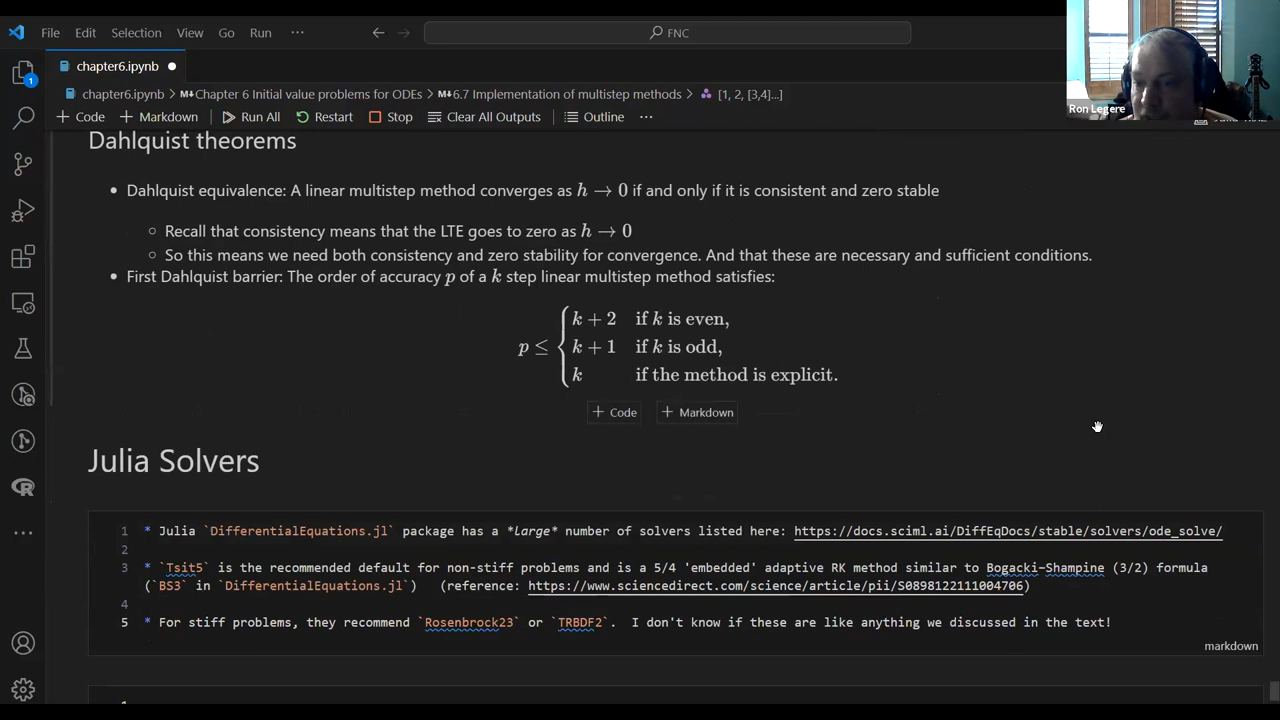 File Edit Selection View Go Run ··· FNC
Ron Legere
chapter6.ipynb
chapter6.ipynb > Chapter 6 Initial value problems for ODEs > 6.7 Implementation of multistep methods > [1, 2, [3,4]...]
+ Code + Markdown Run All Restart Clear All Outputs Outline ···
1
Dahlquist theorems
• Dahlquist equivalence: A linear multistep method converges as h → 0 if and only if it is consistent and zero stable
○ Recall that consistency means that the LTE goes to zero as h → 0
○ So this means we need both consistency and zero stability for convergence. And that these are necessary and sufficient conditions.
• First Dahlquist barrier: The order of accuracy p of a k step linear multistep method satisfies:
k + 2 if k is even,
p ≤ { k + 1 if k is odd,
k if the method is explicit.
+ Code + Markdown
Julia Solvers
1 * Julia `DifferentialEquations.jl` package has a *large* number of solvers listed here: https://docs.sciml.ai/DiffEqDocs/stable/solvers/ode_solve/
2
3 * `Tsit5` is the recommended default for non-stiff problems and is a 5/4 'embedded' adaptive RK method similar to Bogacki-Shampine (3/2) formula
(`BS3` in `DifferentialEquations.jl`) (reference: https://www.sciencedirect.com/science/article/pii/S0898122111004706)
4
5 * For stiff problems, they recommend `Rosenbrock23` or `TRBDF2`. I don't know if these are like anything we discussed in the text!
markdown